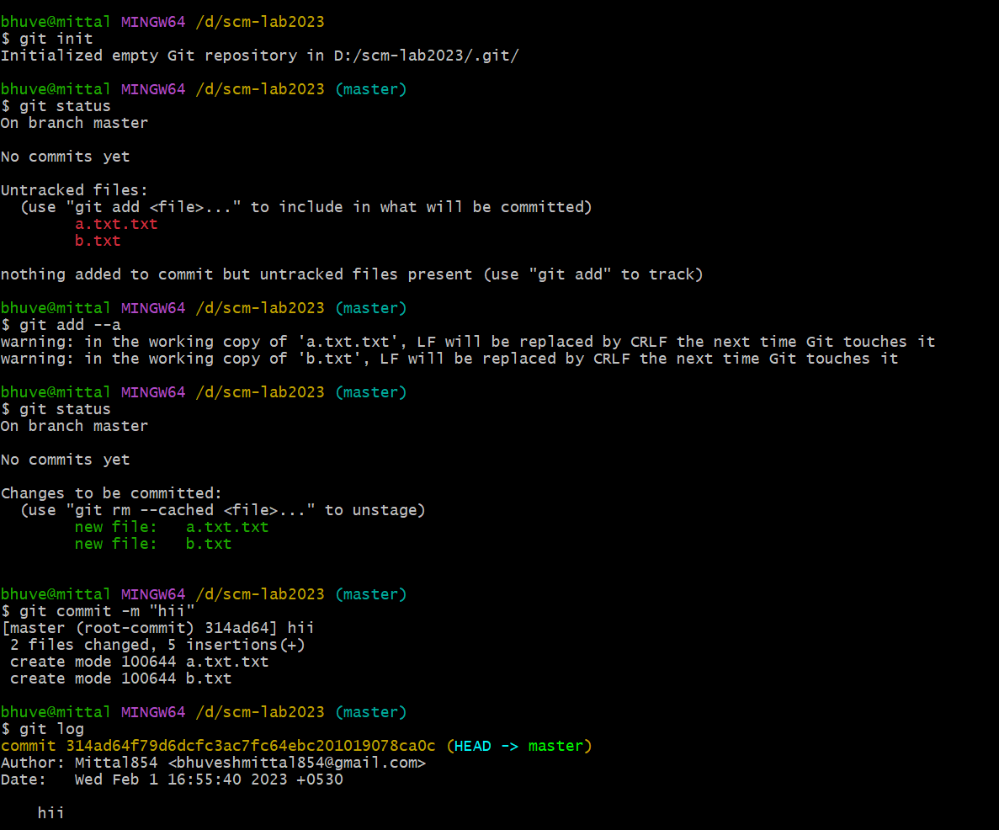 bhuve@mittal MINGW64 /d/scm-lab2023
$ git init
Initialized empty Git repository in D:/scm-lab2023/.git/
bhuve@mittal MINGW64 /d/scm-lab2023 (master)
$ git status
On branch master
No commits yet
Untracked files:
  (use "git add <file>..." to include in what will be committed)
        a.txt.txt
        b.txt
nothing added to commit but untracked files present (use "git add" to track)
bhuve@mittal MINGW64 /d/scm-lab2023 (master)
$ git add --a
warning: in the working copy of 'a.txt.txt', LF will be replaced by CRLF the next time Git touches it
warning: in the working copy of 'b.txt', LF will be replaced by CRLF the next time Git touches it
bhuve@mittal MINGW64 /d/scm-lab2023 (master)
$ git status
On branch master
No commits yet
Changes to be committed:
  (use "git rm --cached <file>..." to unstage)
        new file:   a.txt.txt
        new file:   b.txt
bhuve@mittal MINGW64 /d/scm-lab2023 (master)
$ git commit -m "hii"
[master (root-commit) 314ad64] hii
 2 files changed, 5 insertions(+)
 create mode 100644 a.txt.txt
 create mode 100644 b.txt
bhuve@mittal MINGW64 /d/scm-lab2023 (master)
$ git log
commit 314ad64f79d6dcfc3ac7fc64ebc201019078ca0c (HEAD -> master)
Author: Mittal854 <bhuveshmittal854@gmail.com>
Date:   Wed Feb 1 16:55:40 2023 +0530
    hii